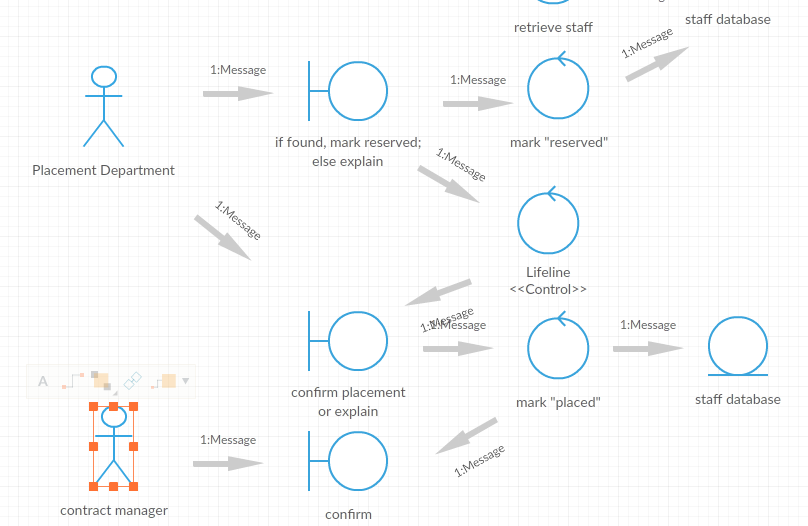 retrieve staff
staff database
1:Message
1:Message
1:Message
if found, mark reserved;
else explain
mark "reserved"
Placement Department
1:Message
1:Message
Lifeline
<<Control>>
1:Message
1:Message
1:Message
confirm placement
or explain
mark "placed"
staff database
A
1:Message
1:Message
contract manager
confirm